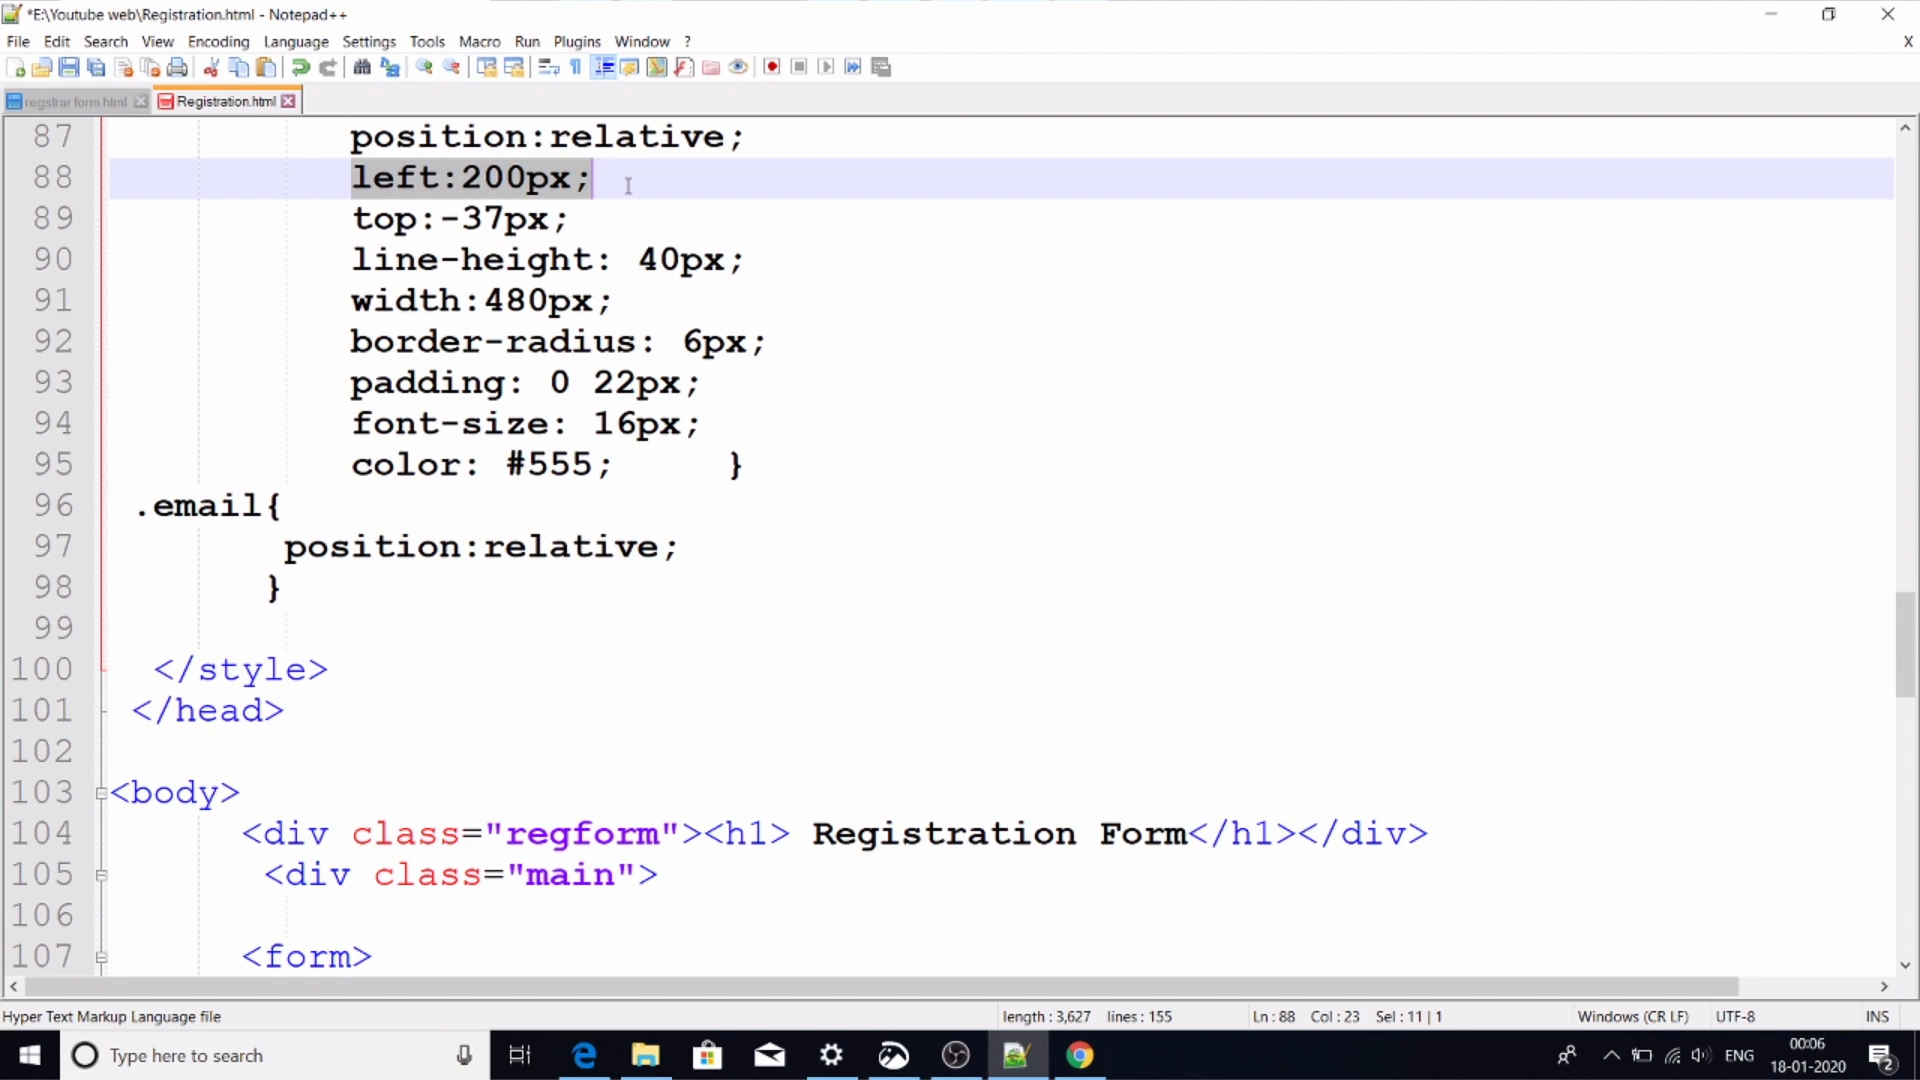 *E:\Youtube web\Registration.html - Notepad++
File Edit Search View Encoding Language Settings Tools Macro Run Plugins Window ? X
registrar form.html Registration.html
87 position:relative;
88 left:200px;
89 top:-37px;
90 line-height: 40px;
91 width:480px;
92 border-radius: 6px;
93 padding: 0 22px;
94 font-size: 16px;
95 color: #555; }
96 .email{
97 position:relative;
98 }
99
100 </style>
101 </head>
102
103 <body>
104 <div class="regform"><h1> Registration Form</h1></div>
105 <div class="main">
106
107 <form>
Hyper Text Markup Language file length : 3,627 lines : 155 Ln : 88 Col : 23 Sel : 11 | 1 Windows (CR LF) UTF-8 INS
Type here to search ENG 00:06
18-01-2020 2